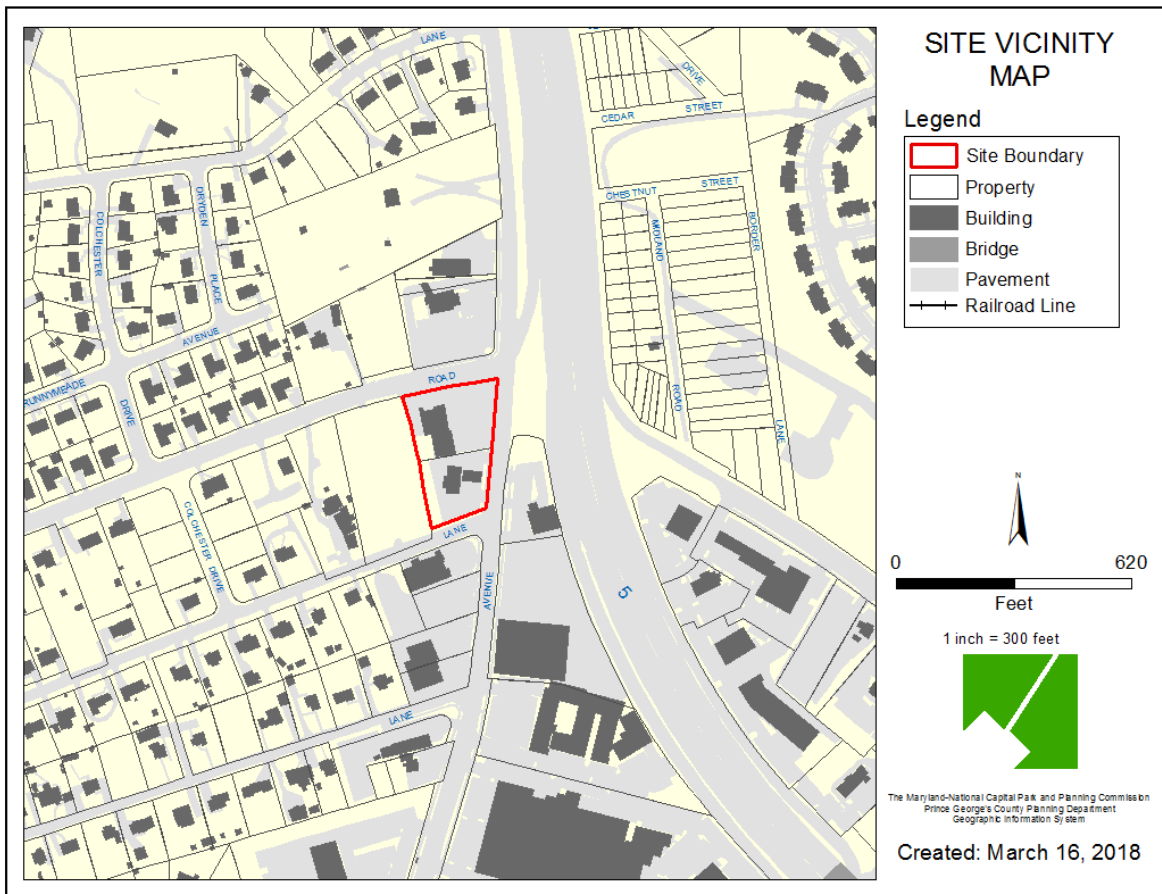 LANE
DRIVE
CEDAR STREET
CHESTNUT STREET
COLCHESTER
DRYDEN
PLACE
MIDLAND
BORDER
AVENUE
RUNNYMEADE
DRIVE
ROAD
ROAD
LANE
COLCHESTER DRIVE
LANE
AVENUE
5
LANE
SITE VICINITY
MAP
Legend
Site Boundary
Property
Building
Bridge
Pavement
Railroad Line
N
0 620
Feet
1 inch = 300 feet
The Maryland-National Capital Park and Planning Commission
Prince George's County Planning Department
Geographic Information System
Created: March 16, 2018